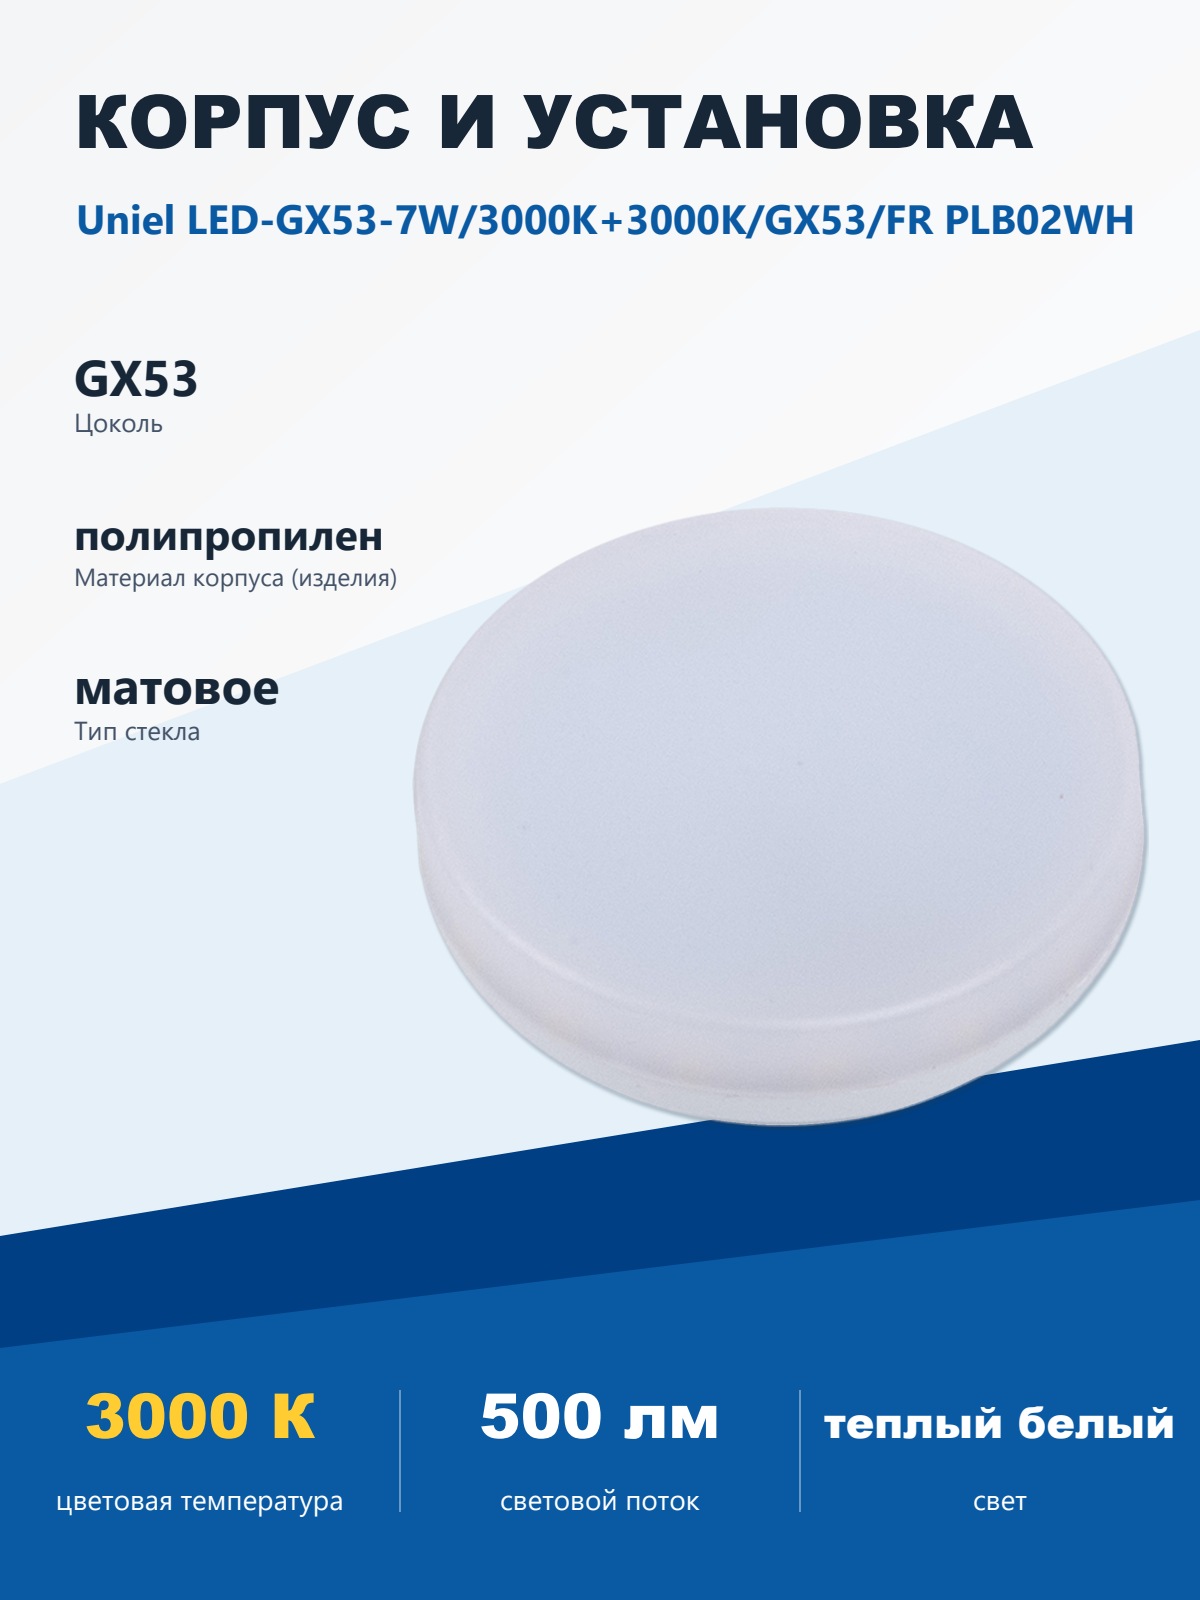 КОРПУС И УСТАНОВКА
Uniel LED-GX53-7W/3000K+3000K/GX53/FR PLB02WH
GX53
Цоколь
полипропилен
Материал корпуса (изделия)
матовое
Тип стекла
3000 К
цветовая температура
500 лм
световой поток
теплый белый
свет